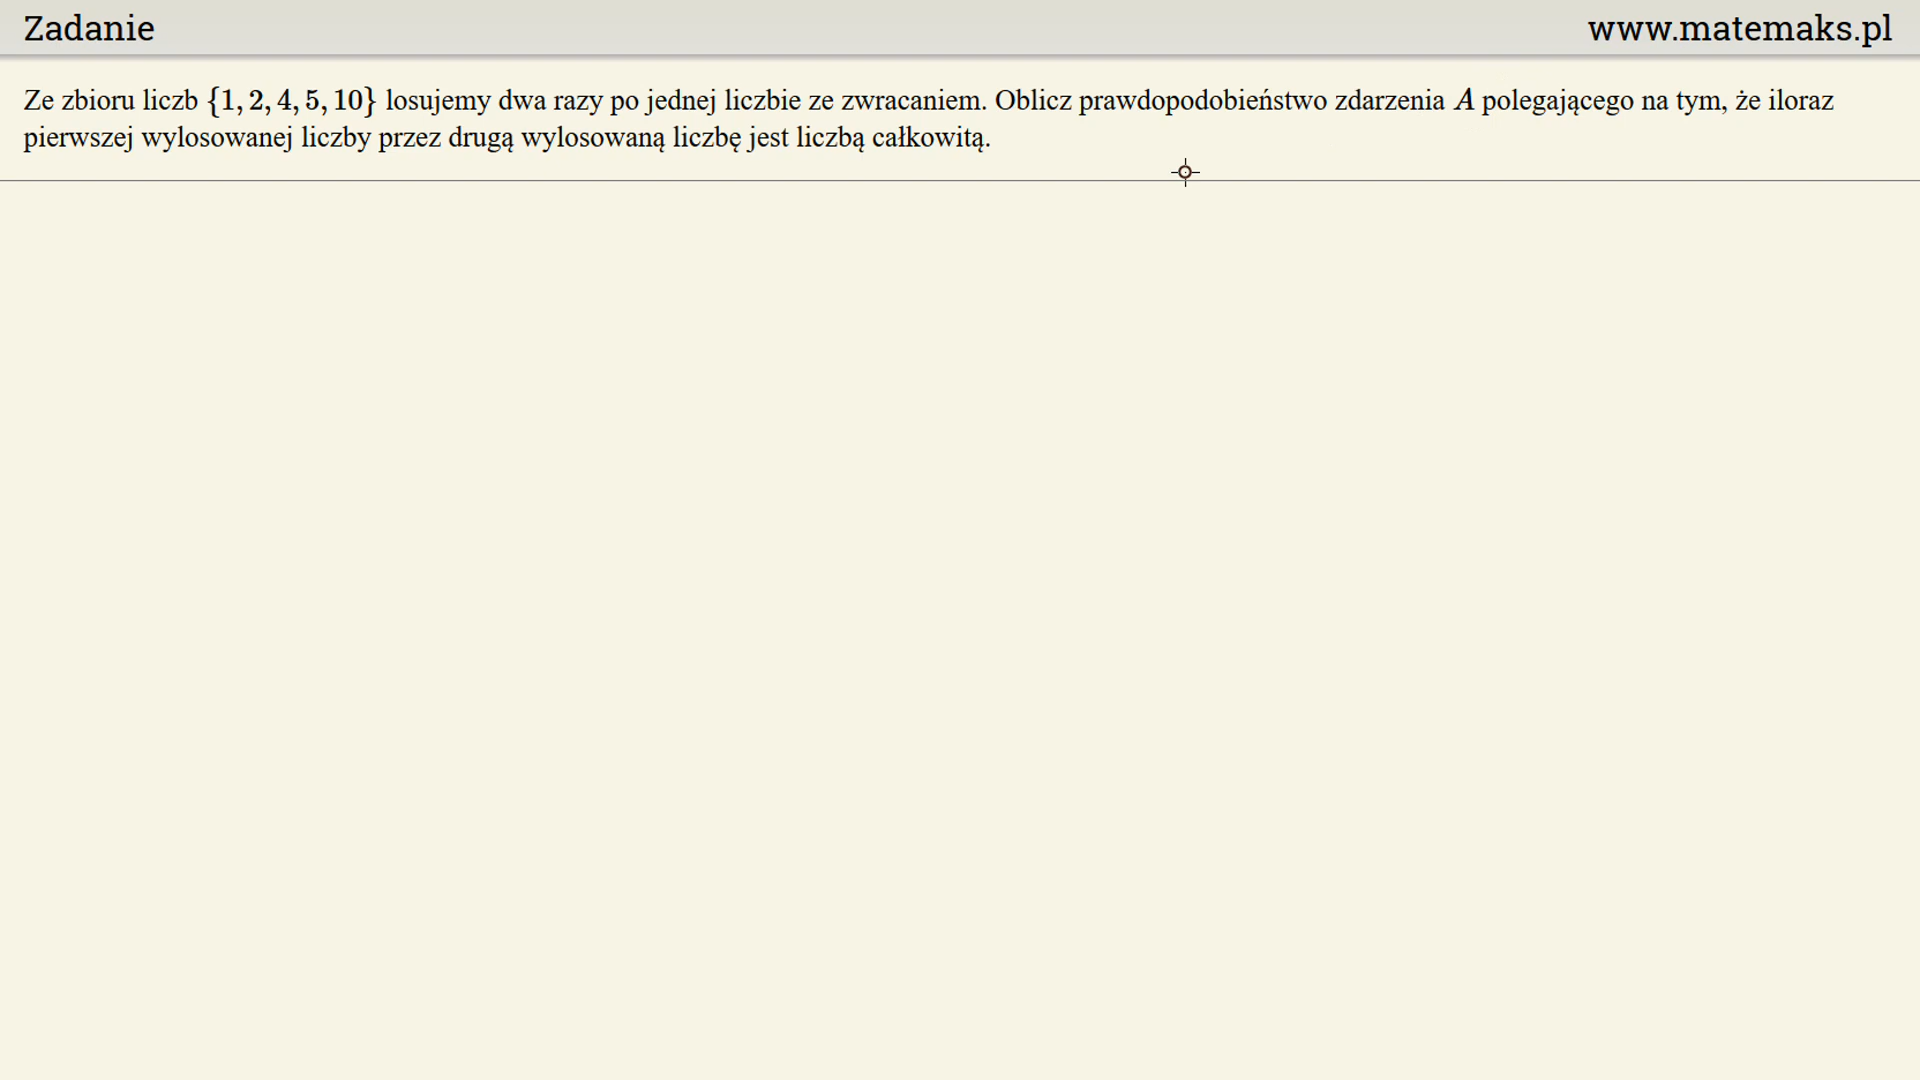 Zadanie www.matemaks.pl
Ze zbioru liczb {1, 2, 4, 5, 10} losujemy dwa razy po jednej liczbie ze zwracaniem. Oblicz prawdopodobieństwo zdarzenia A polegającego na tym, że iloraz
pierwszej wylosowanej liczby przez drugą wylosowaną liczbę jest liczbą całkowitą.